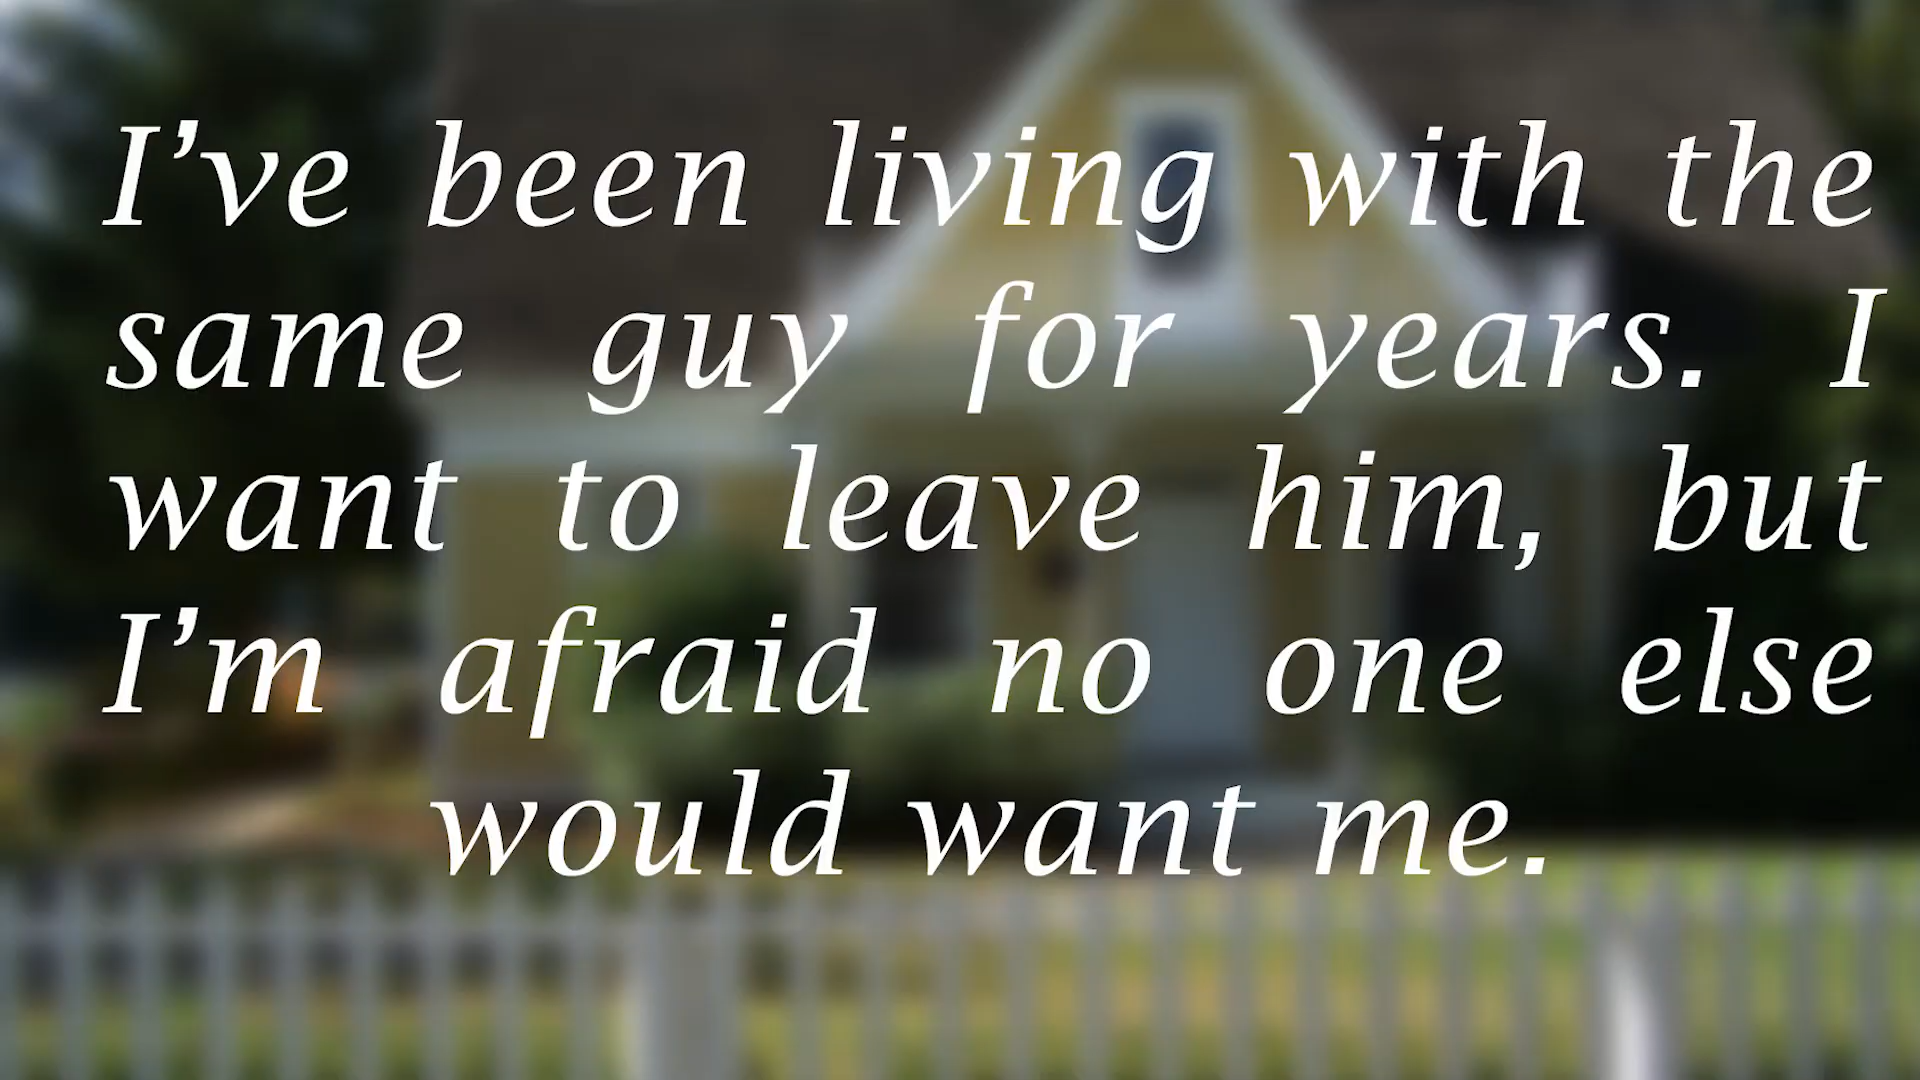 I’ve been living with the
same guy for years. I
want to leave him, but
I’m afraid no one else
would want me.